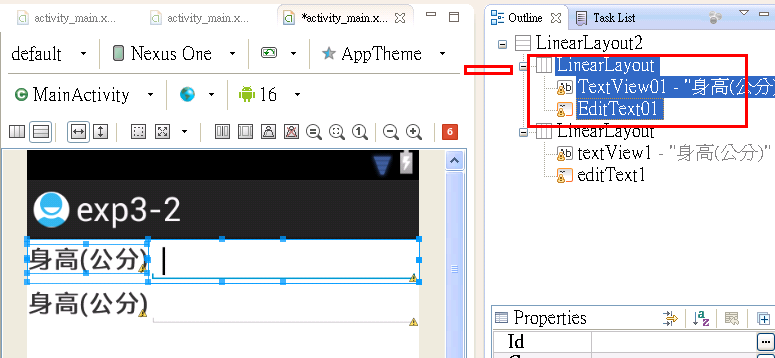 activity_main.x...
activity_main.x...
*activity_main.x...
default
Nexus One
AppTheme
MainActivity
16
6
exp3-2
身高(公分)
身高(公分)
Outline
Task List
LinearLayout2
LinearLayout
TextView01 - "身高(公分)
EditText01
LinearLayout
textView1 - "身高(公分)"
editText1
Properties
Id